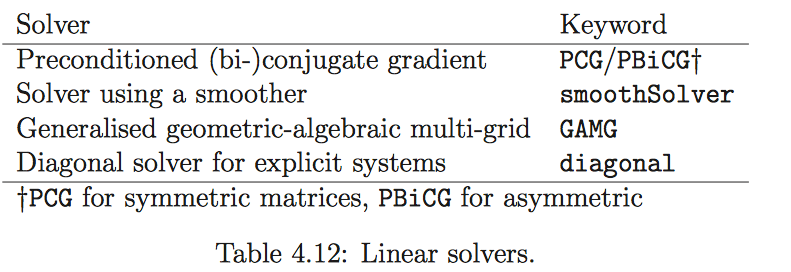 Solver Keyword
Preconditioned (bi-)conjugate gradient PCG/PBiCG†
Solver using a smoother smoothSolver
Generalised geometric-algebraic multi-grid GAMG
Diagonal solver for explicit systems diagonal
†PCG for symmetric matrices, PBiCG for asymmetric
Table 4.12: Linear solvers.